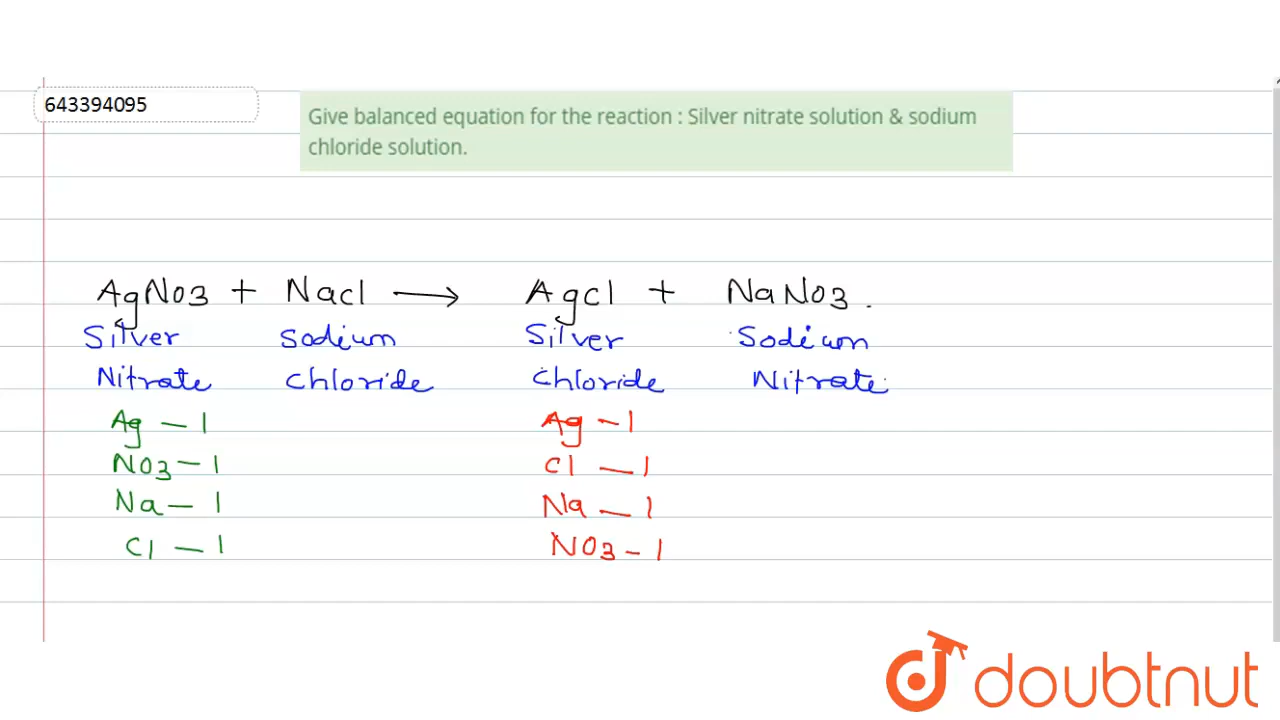 643394095
Give balanced equation for the reaction : Silver nitrate solution & sodium
chloride solution.
AgNO3 + Nacl → Agcl + NaNO3.
Silver Sodium Silver Sodium
Nitrate Chloride Chloride Nitrate
Ag – 1 Ag – 1
NO3 – 1 Cl – 1
Na – 1 Na – 1
Cl – 1 NO3 – 1
doubtnut